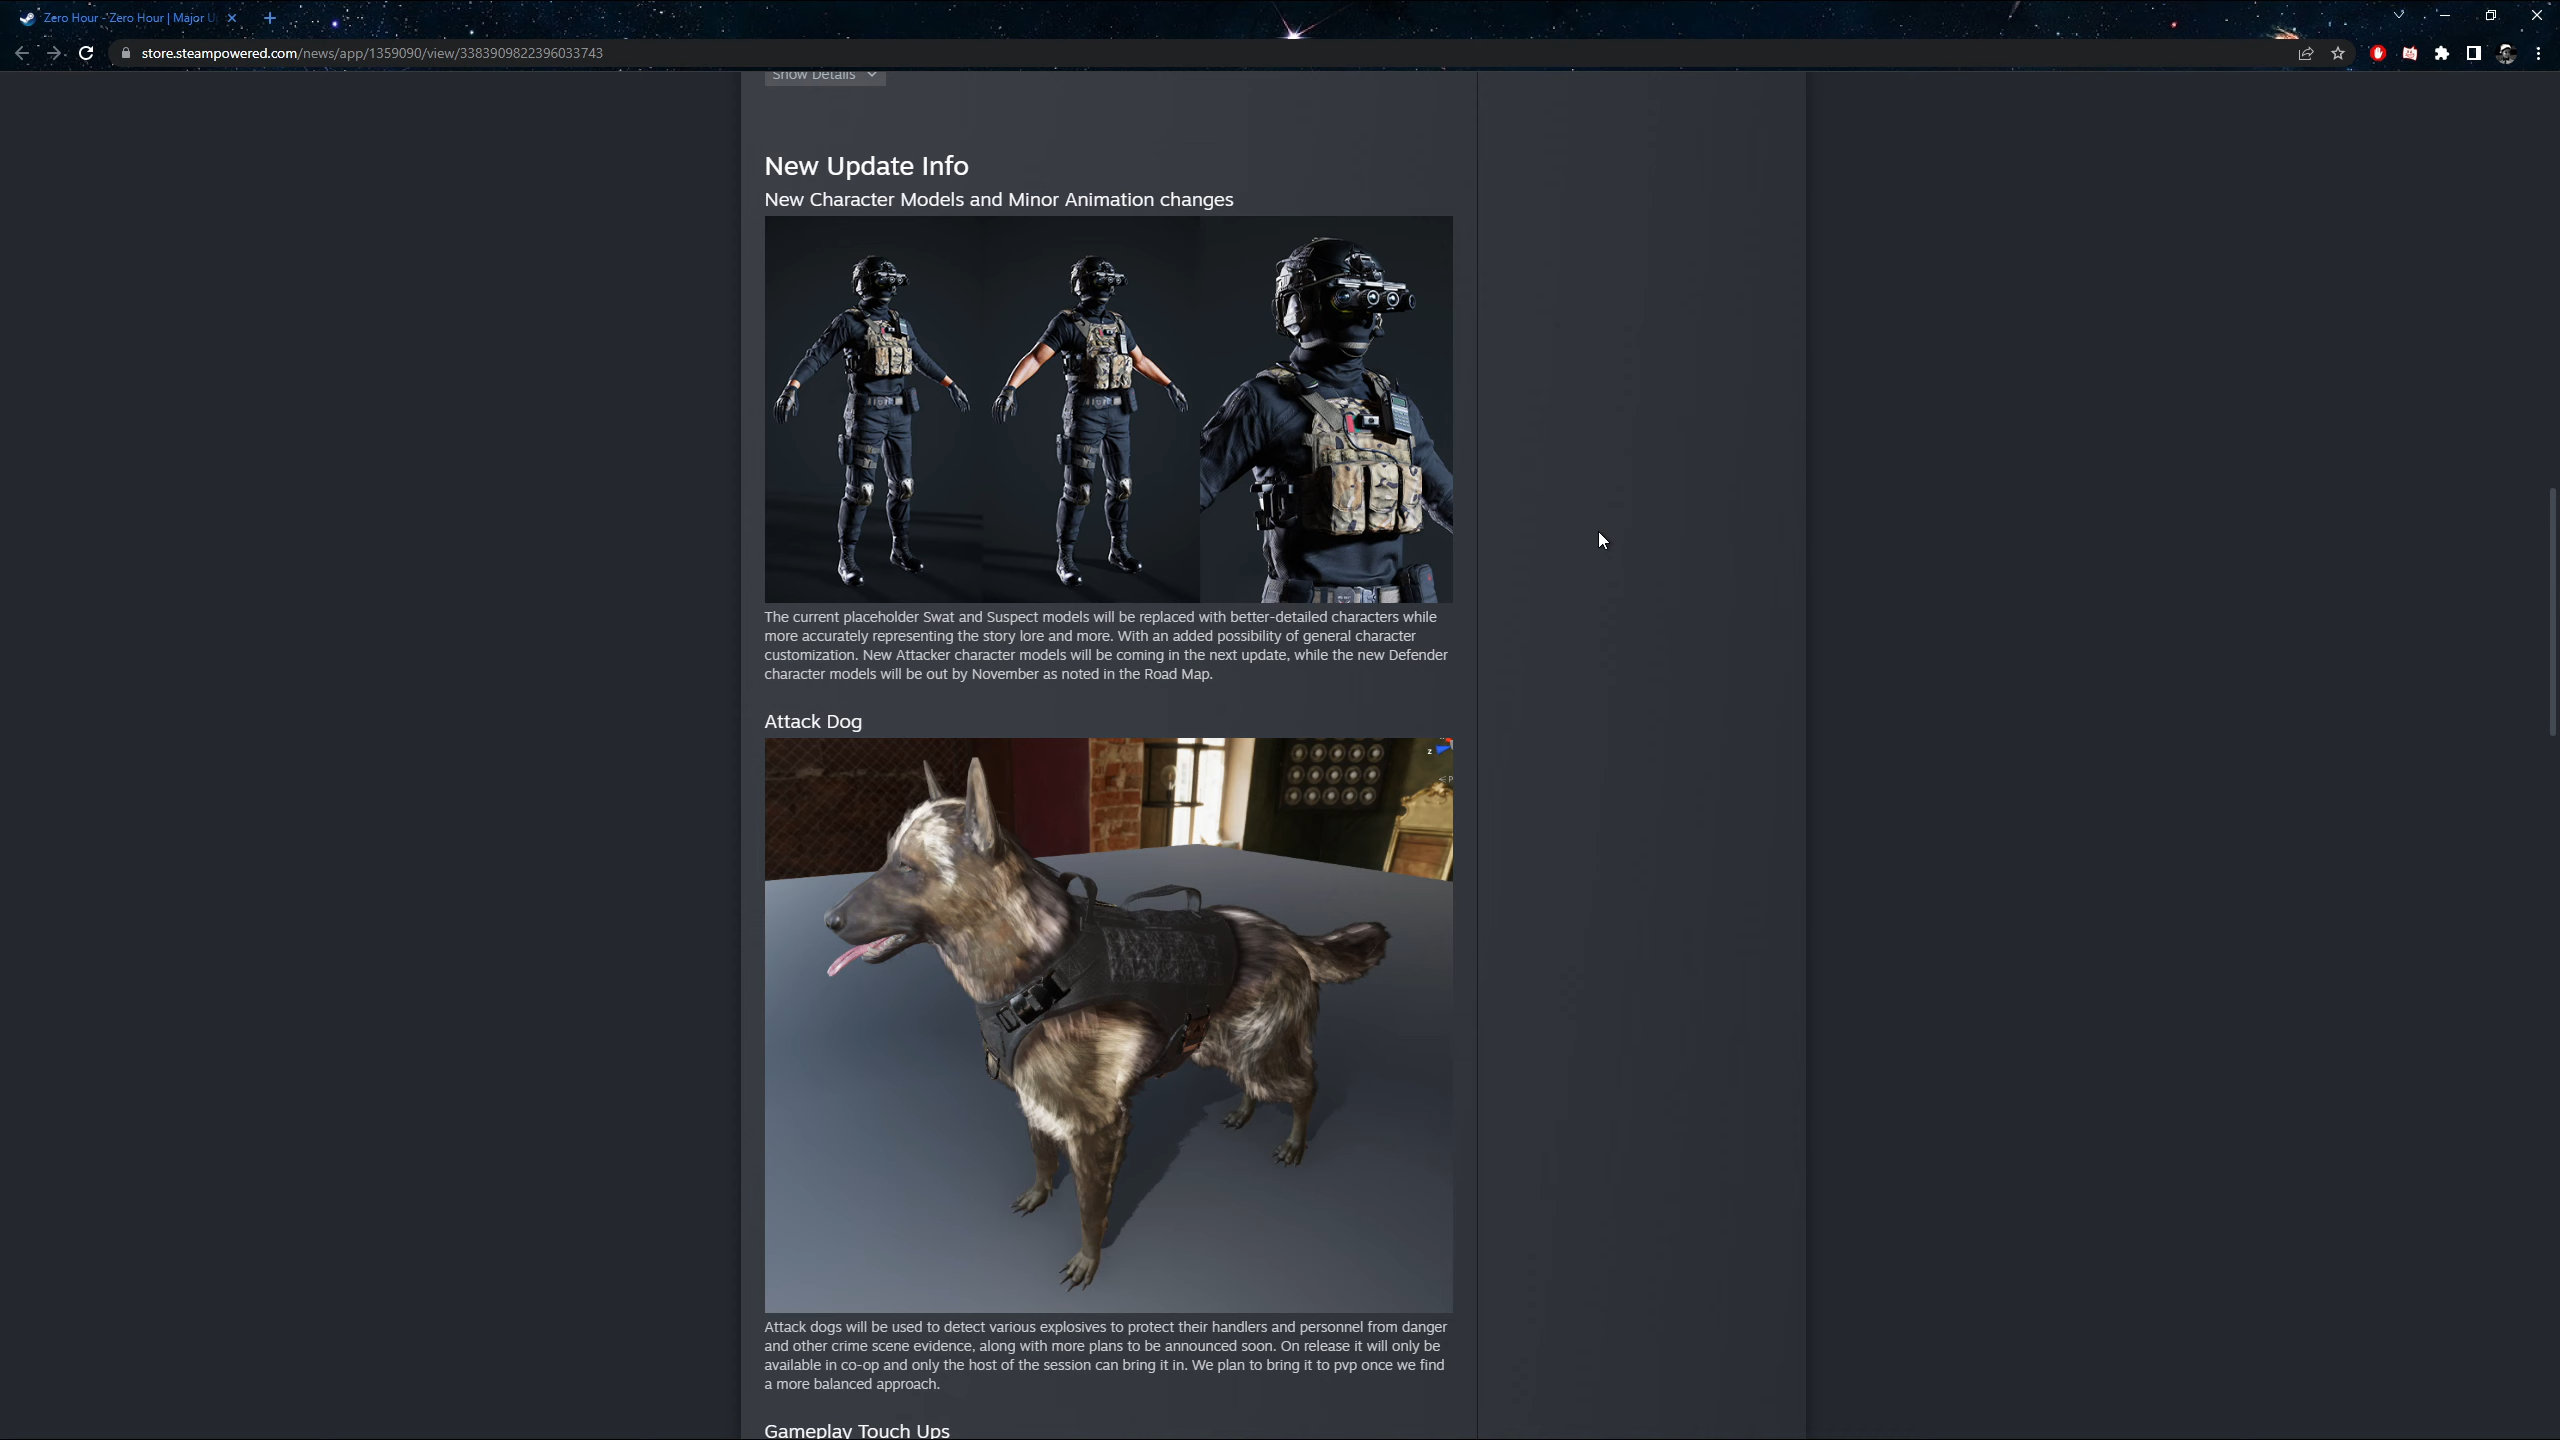 Zero Hour - 'Zero Hour | Major U
store.steampowered.com/news/app/1359090/view/3383909822396033743
Show Details
New Update Info
New Character Models and Minor Animation changes
The current placeholder Swat and Suspect models will be replaced with better-detailed characters while
more accurately representing the story lore and more. With an added possibility of general character
customization. New Attacker character models will be coming in the next update, while the new Defender
character models will be out by November as noted in the Road Map.
Attack Dog
z
Attack dogs will be used to detect various explosives to protect their handlers and personnel from danger
and other crime scene evidence, along with more plans to be announced soon. On release it will only be
available in co-op and only the host of the session can bring it in. We plan to bring it to pvp once we find
a more balanced approach.
Gameplay Touch Ups